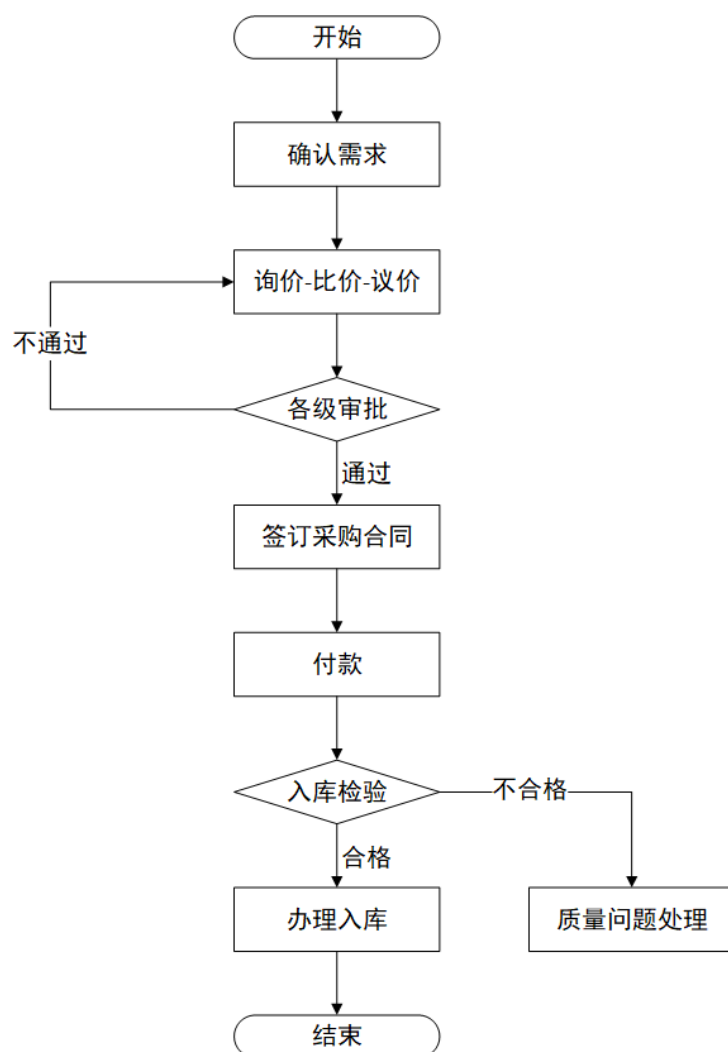 开始
确认需求
询价-比价-议价
不通过
各级审批
通过
签订采购合同
付款
入库检验
不合格
合格
办理入库
质量问题处理
结束